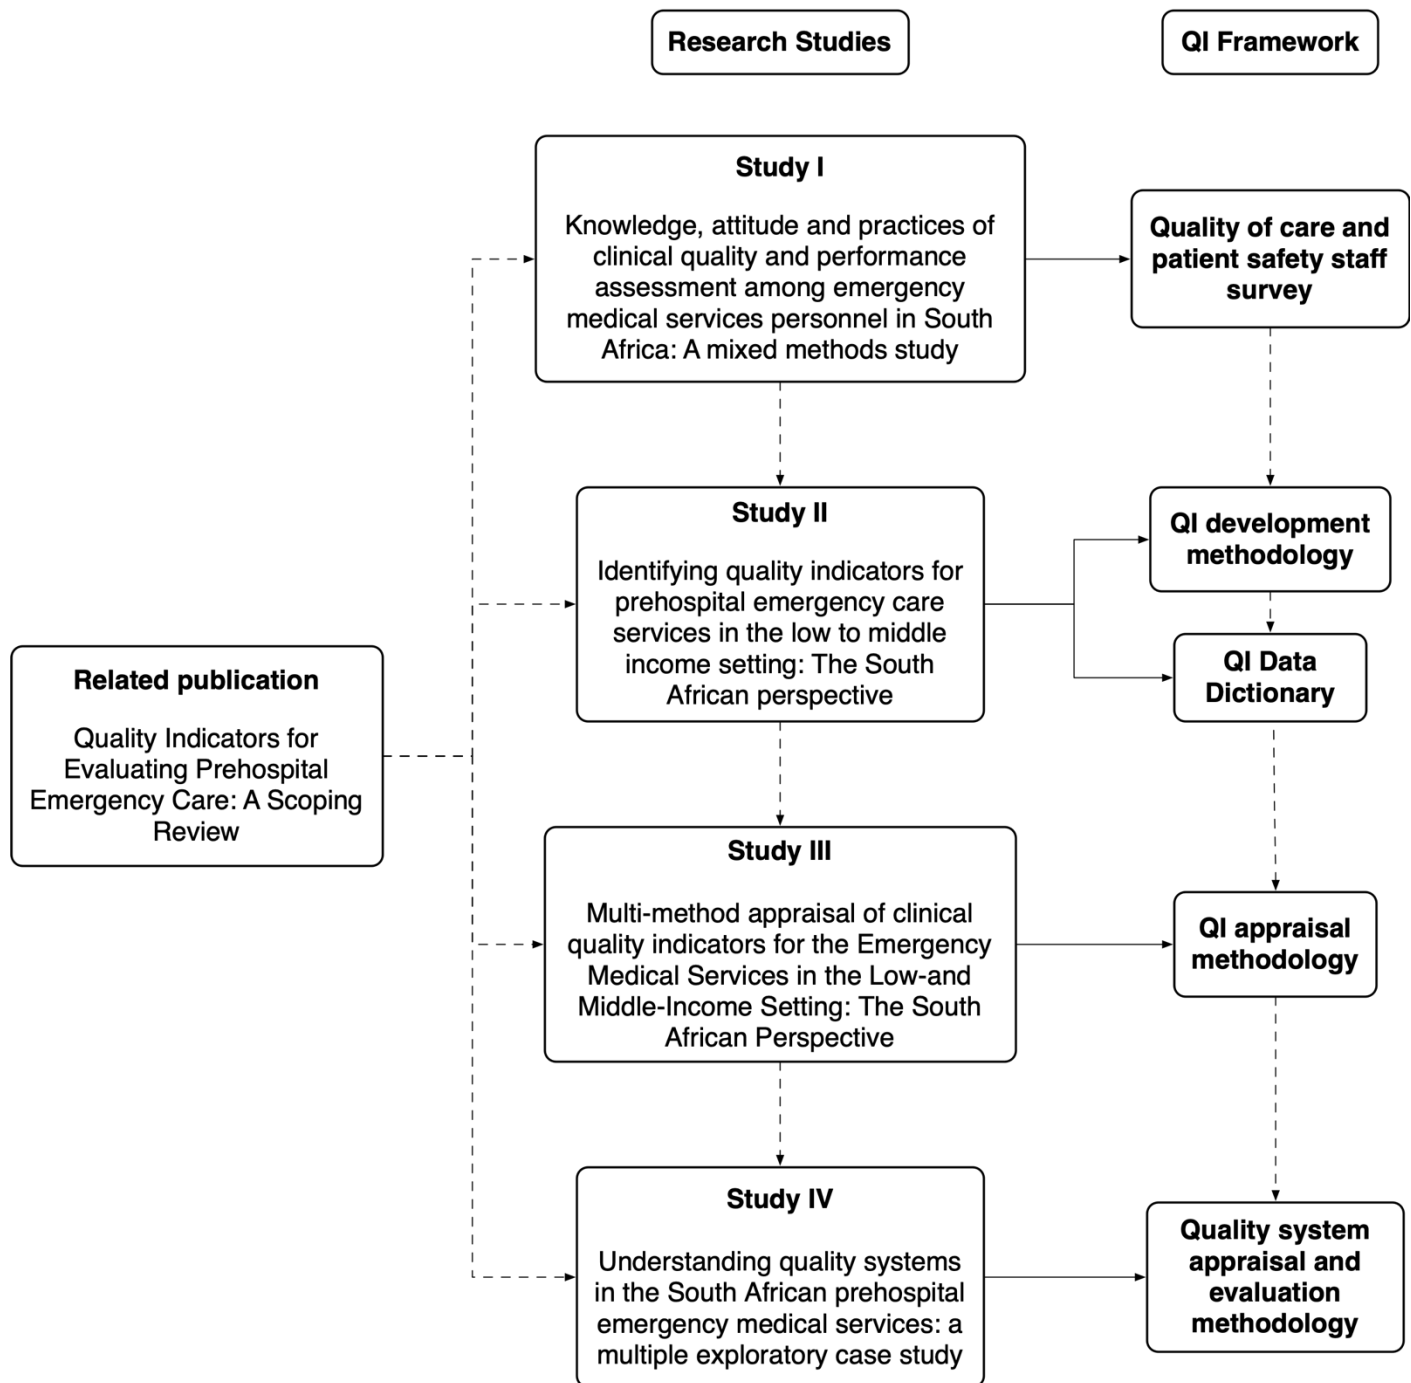 Research Studies
QI Framework
Study I
Knowledge, attitude and practices of
clinical quality and performance
assessment among emergency
medical services personnel in South
Africa: A mixed methods study
Quality of care and
patient safety staff
survey
Study II
Identifying quality indicators for
prehospital emergency care
services in the low to middle
income setting: The South
African perspective
QI development
methodology
QI Data
Dictionary
Related publication
Quality Indicators for
Evaluating Prehospital
Emergency Care: A Scoping
Review
Study III
Multi-method appraisal of clinical
quality indicators for the Emergency
Medical Services in the Low-and
Middle-Income Setting: The South
African Perspective
QI appraisal
methodology
Study IV
Understanding quality systems
in the South African prehospital
emergency medical services: a
multiple exploratory case study
Quality system
appraisal and
evaluation
methodology